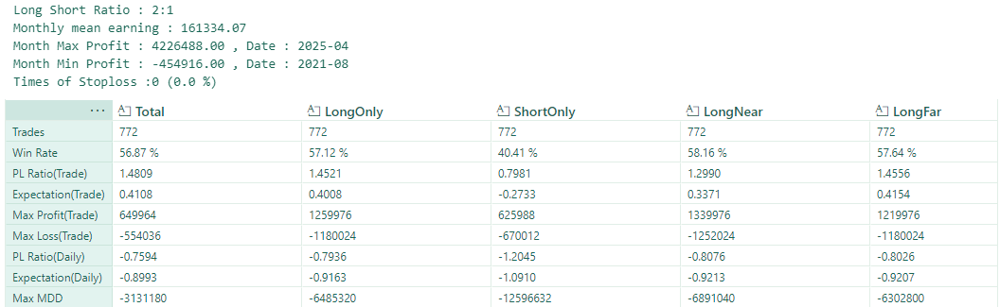 Long Short Ratio : 2:1
Monthly mean earning : 161334.07
Month Max Profit : 4226488.00 , Date : 2025-04
Month Min Profit : -454916.00 , Date : 2021-08
Times of Stoploss :0 (0.0 %)
... Total LongOnly ShortOnly LongNear LongFar
Trades 772 772 772 772 772
Win Rate 56.87 % 57.12 % 40.41 % 58.16 % 57.64 %
PL Ratio(Trade) 1.4809 1.4521 0.7981 1.2990 1.4556
Expectation(Trade) 0.4108 0.4008 -0.2733 0.3371 0.4154
Max Profit(Trade) 649964 1259976 625988 1339976 1219976
Max Loss(Trade) -554036 -1180024 -670012 -1252024 -1180024
PL Ratio(Daily) -0.7594 -0.7936 -1.2045 -0.8076 -0.8026
Expectation(Daily) -0.8993 -0.9163 -1.0910 -0.9213 -0.9207
Max MDD -3131180 -6485320 -12596632 -6891040 -6302800